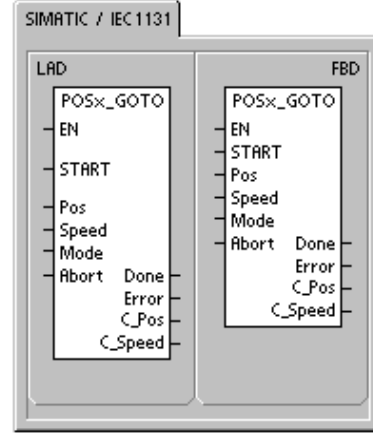 SIMATIC / IEC1131
LAD
POSx_GOTO
EN
START
Pos
Speed
Mode
Abort Done
Error
C_Pos
C_Speed
FBD
POSx_GOTO
EN
START
Pos
Speed
Mode
Abort Done
Error
C_Pos
C_Speed